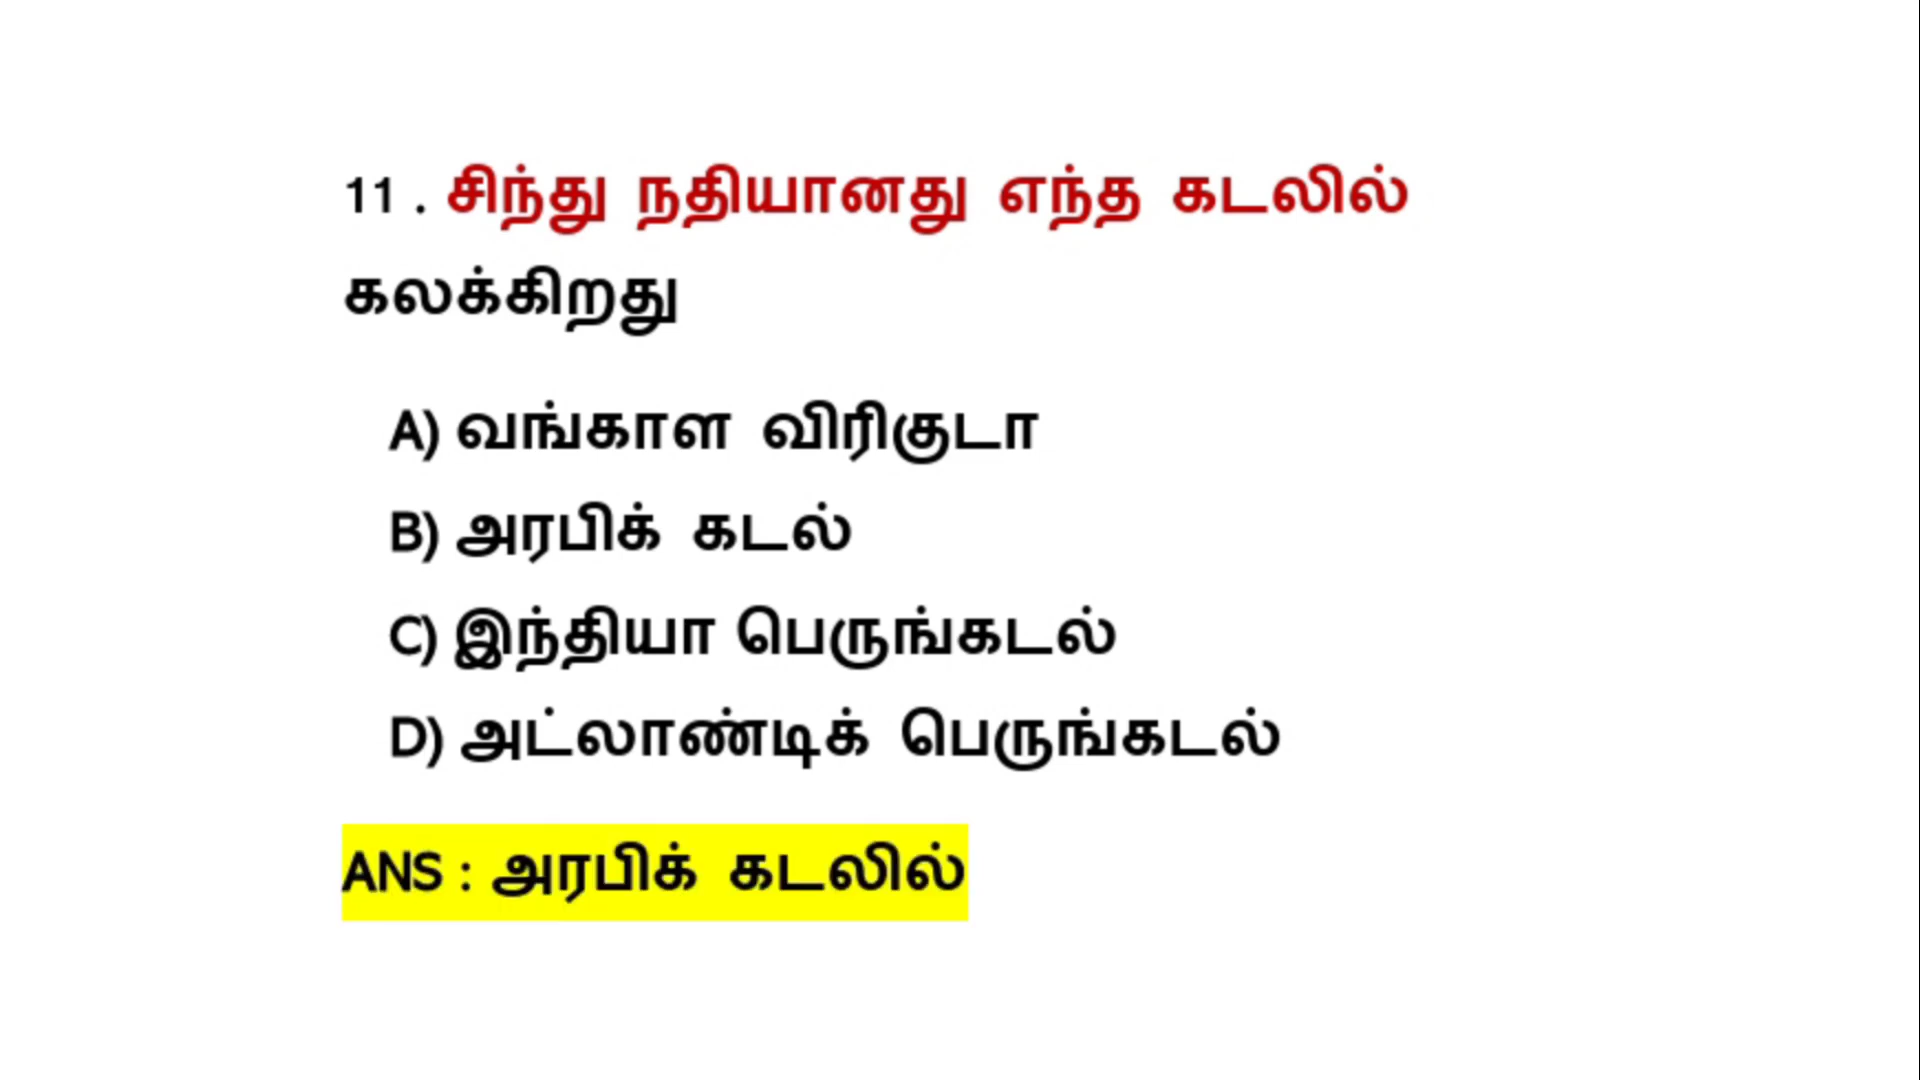 11 . சிந்து நதியானது எந்த கடலில்
கலக்கிறது
A) வங்காள விரிகுடா
B) அரபிக் கடல்
C) இந்தியா பெருங்கடல்
D) அட்லாண்டிக் பெருங்கடல்
ANS : அரபிக் கடலில்